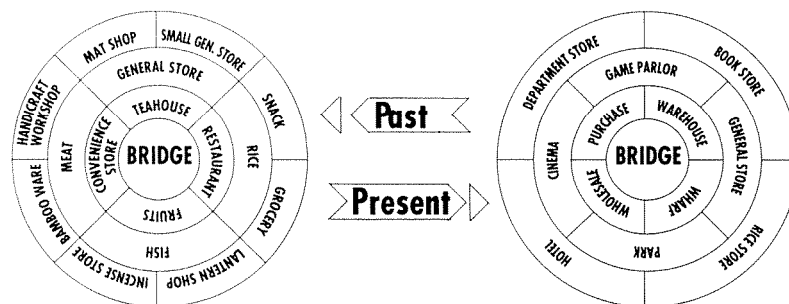 MAT SHOP
SMALL GEN. STORE
SNACK
GROCERY
LANTERN SHOP
INCENSE STORE
BAMBOO WARE
HANDICRAFT
WORKSHOP
GENERAL STORE
RICE
FISH
MEAT
TEAHOUSE
RESTAURANT
FRUITS
CONVENIENCE
STORE
BRIDGE
Past
Present
DEPARTMENT STORE
BOOK STORE
RICE STORE
HOTEL
GAME PARLOR
GENERAL STORE
PARK
CINEMA
PURCHASE
WAREHOUSE
WHARF
WHOLESALE
BRIDGE